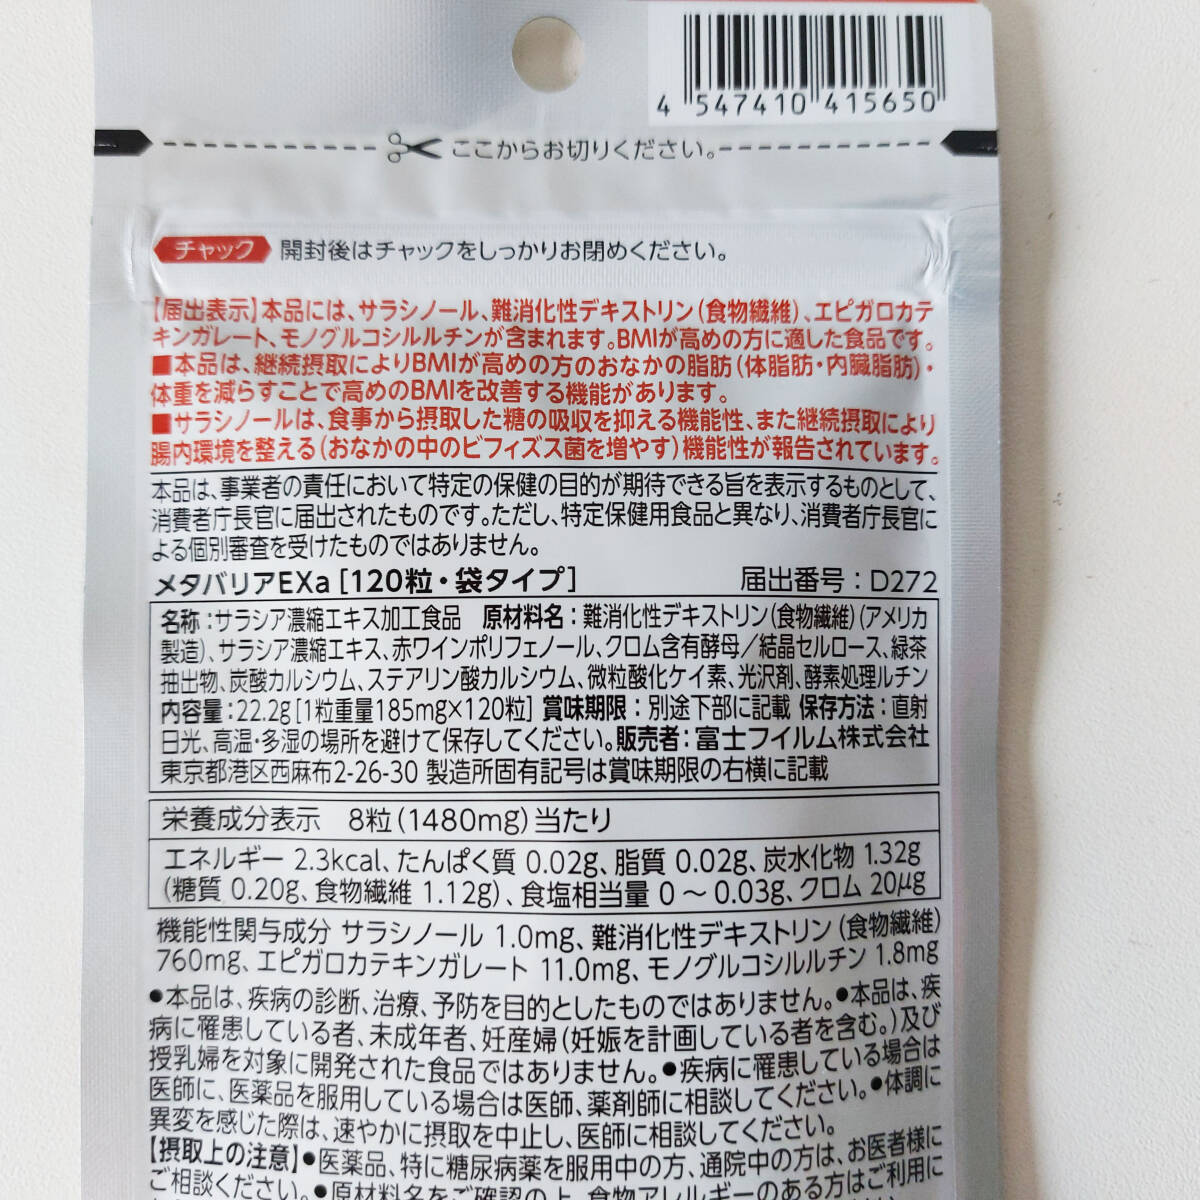 4 547410 415650
ここからお切りください。
チャック 開封後はチャックをしっかりお閉めください。
【届出表示】本品には、サラシノール、難消化性デキストリン(食物繊維)、エピガロカテ
キンガレート、モノグルコシルルチンが含まれます。BMIが高めの方に適した食品です。
■本品は、継続摂取によりBMIが高めの方のおなかの脂肪(体脂肪・内臓脂肪)・
体重を減らすことで高めのBMIを改善する機能があります。
■サラシノールは、食事から摂取した糖の吸収を抑える機能性、また継続摂取により
腸内環境を整える(おなかの中のビフィズス菌を増やす)機能性が報告されています。
本品は、事業者の責任において特定の保健の目的が期待できる旨を表示するものとして、
消費者庁長官に届出されたものです。ただし、特定保健用食品と異なり、消費者庁長官に
よる個別審査を受けたものではありません。
メタバリアEXa [120粒・袋タイプ] 届出番号:D272
名称:サラシア濃縮エキス加工食品 原材料名:難消化性デキストリン(食物繊維)(アメリカ
製造)、サラシア濃縮エキス、赤ワインポリフェノール、クロム含有酵母/結晶セルロース、緑茶
抽出物、炭酸カルシウム、ステアリン酸カルシウム、微粒酸化ケイ素、光沢剤、酵素処理ルチン
内容量:22.2g[1粒重量185mg×120粒] 賞味期限:別途下部に記載 保存方法:直射
日光、高温・多湿の場所を避けて保存してください。販売者:富士フイルム株式会社
東京都港区西麻布2-26-30 製造所固有記号は賞味期限の右横に記載
栄養成分表示 8粒(1480mg)当たり
エネルギー 2.3kcal、たんぱく質 0.02g、脂質 0.02g、炭水化物 1.32g
(糖質 0.20g、食物繊維 1.12g)、食塩相当量 0~0.03g、クロム 20μg
機能性関与成分 サラシノール 1.0mg、難消化性デキストリン(食物繊維)
760mg、エピガロカテキンガレート 11.0mg、モノグルコシルルチン 1.8mg
●本品は、疾病の診断、治療、予防を目的としたものではありません。●本品は、疾
病に罹患している者、未成年者、妊産婦(妊娠を計画している者を含む。)及び
授乳婦を対象に開発された食品ではありません。●疾病に罹患している場合は
医師に、医薬品を服用している場合は医師、薬剤師に相談してください。●体調に
異変を感じた際は、速やかに摂取を中止し、医師に相談してください。
【摂取上の注意】●医薬品、特に糖尿病薬を服用中の方、通院中の方は、お医者様に
ご相談ください。●原材料名をご確認の上、食物アレルギーのある方はご利用に